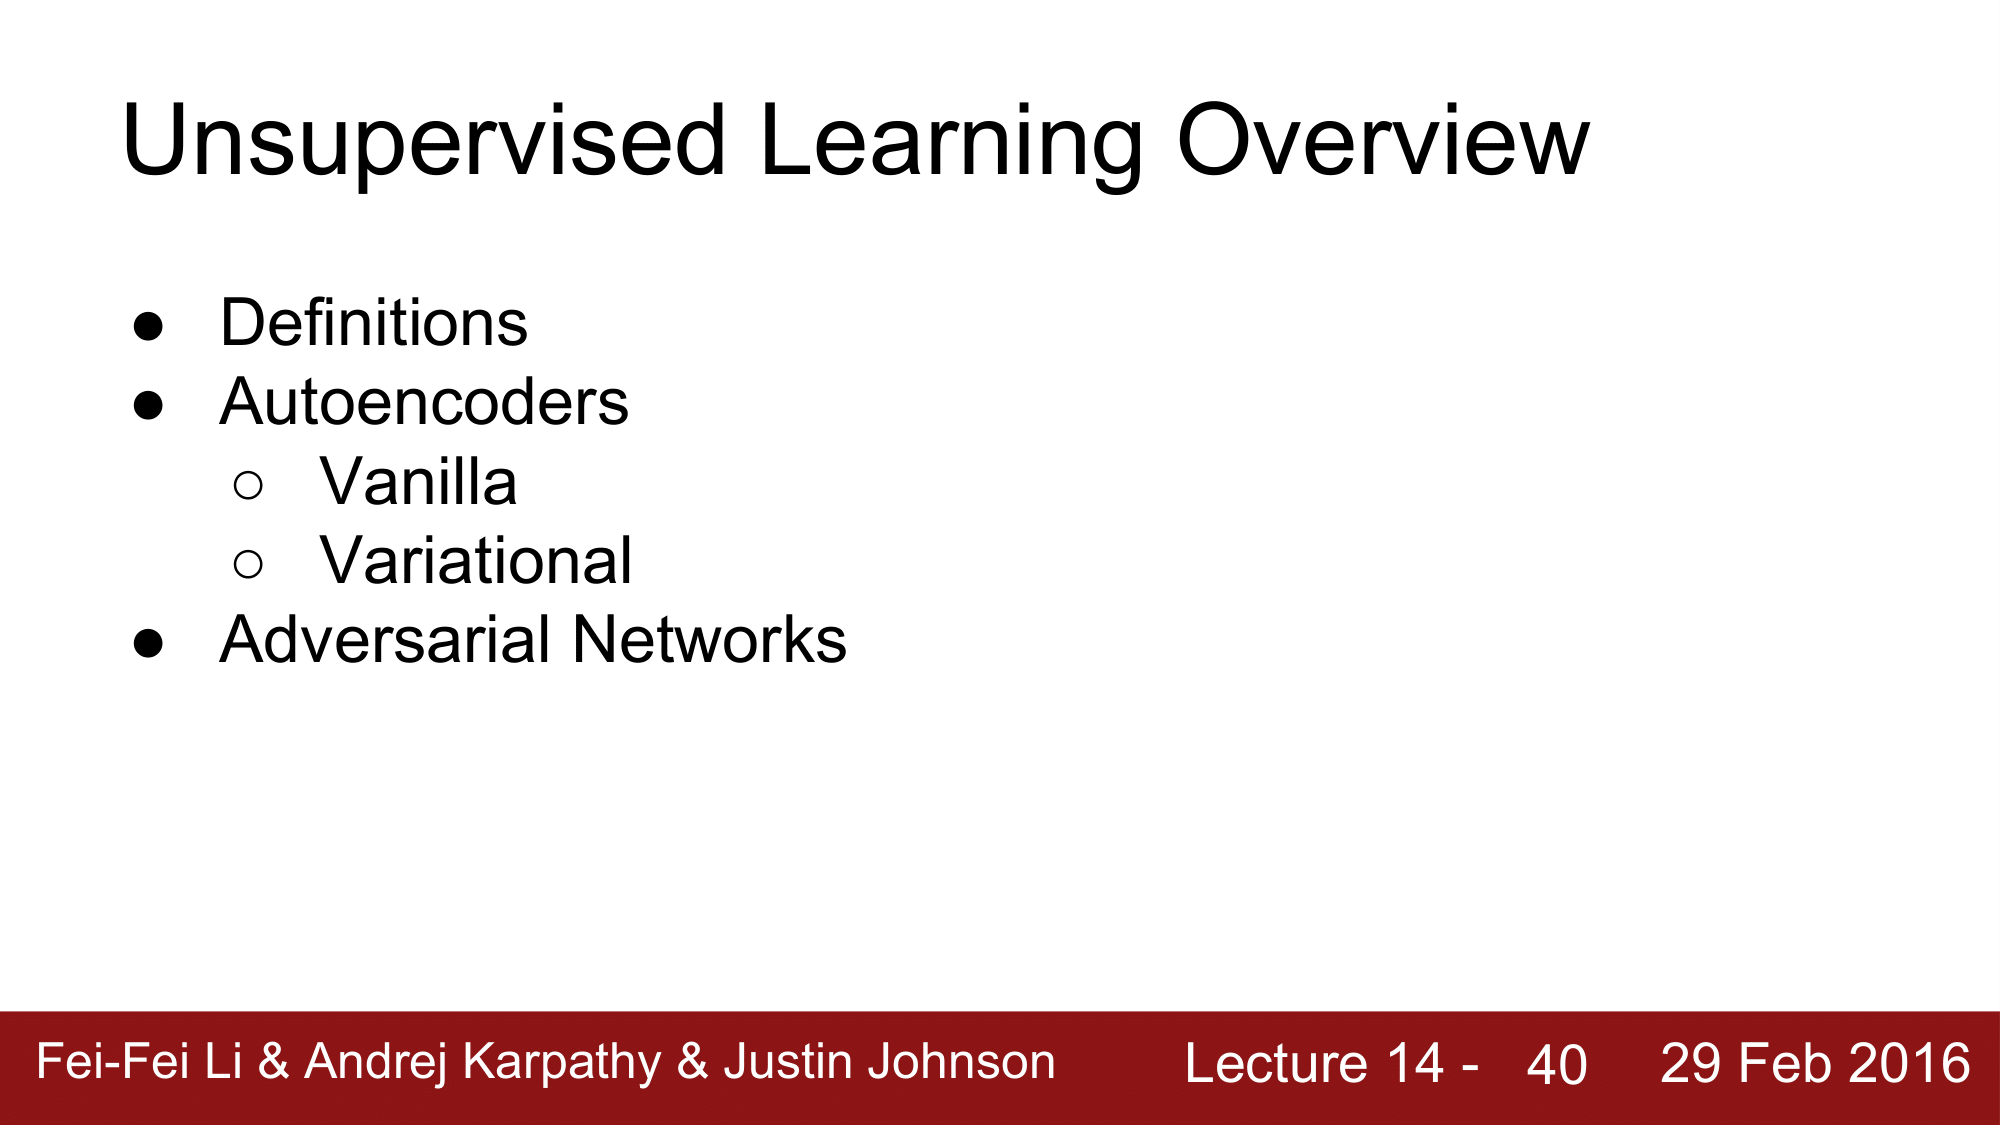 Unsupervised Learning Overview
● Definitions
● Autoencoders
○ Vanilla
○ Variational
● Adversarial Networks
Fei-Fei Li & Andrej Karpathy & Justin Johnson Lecture 14 - 40 29 Feb 2016